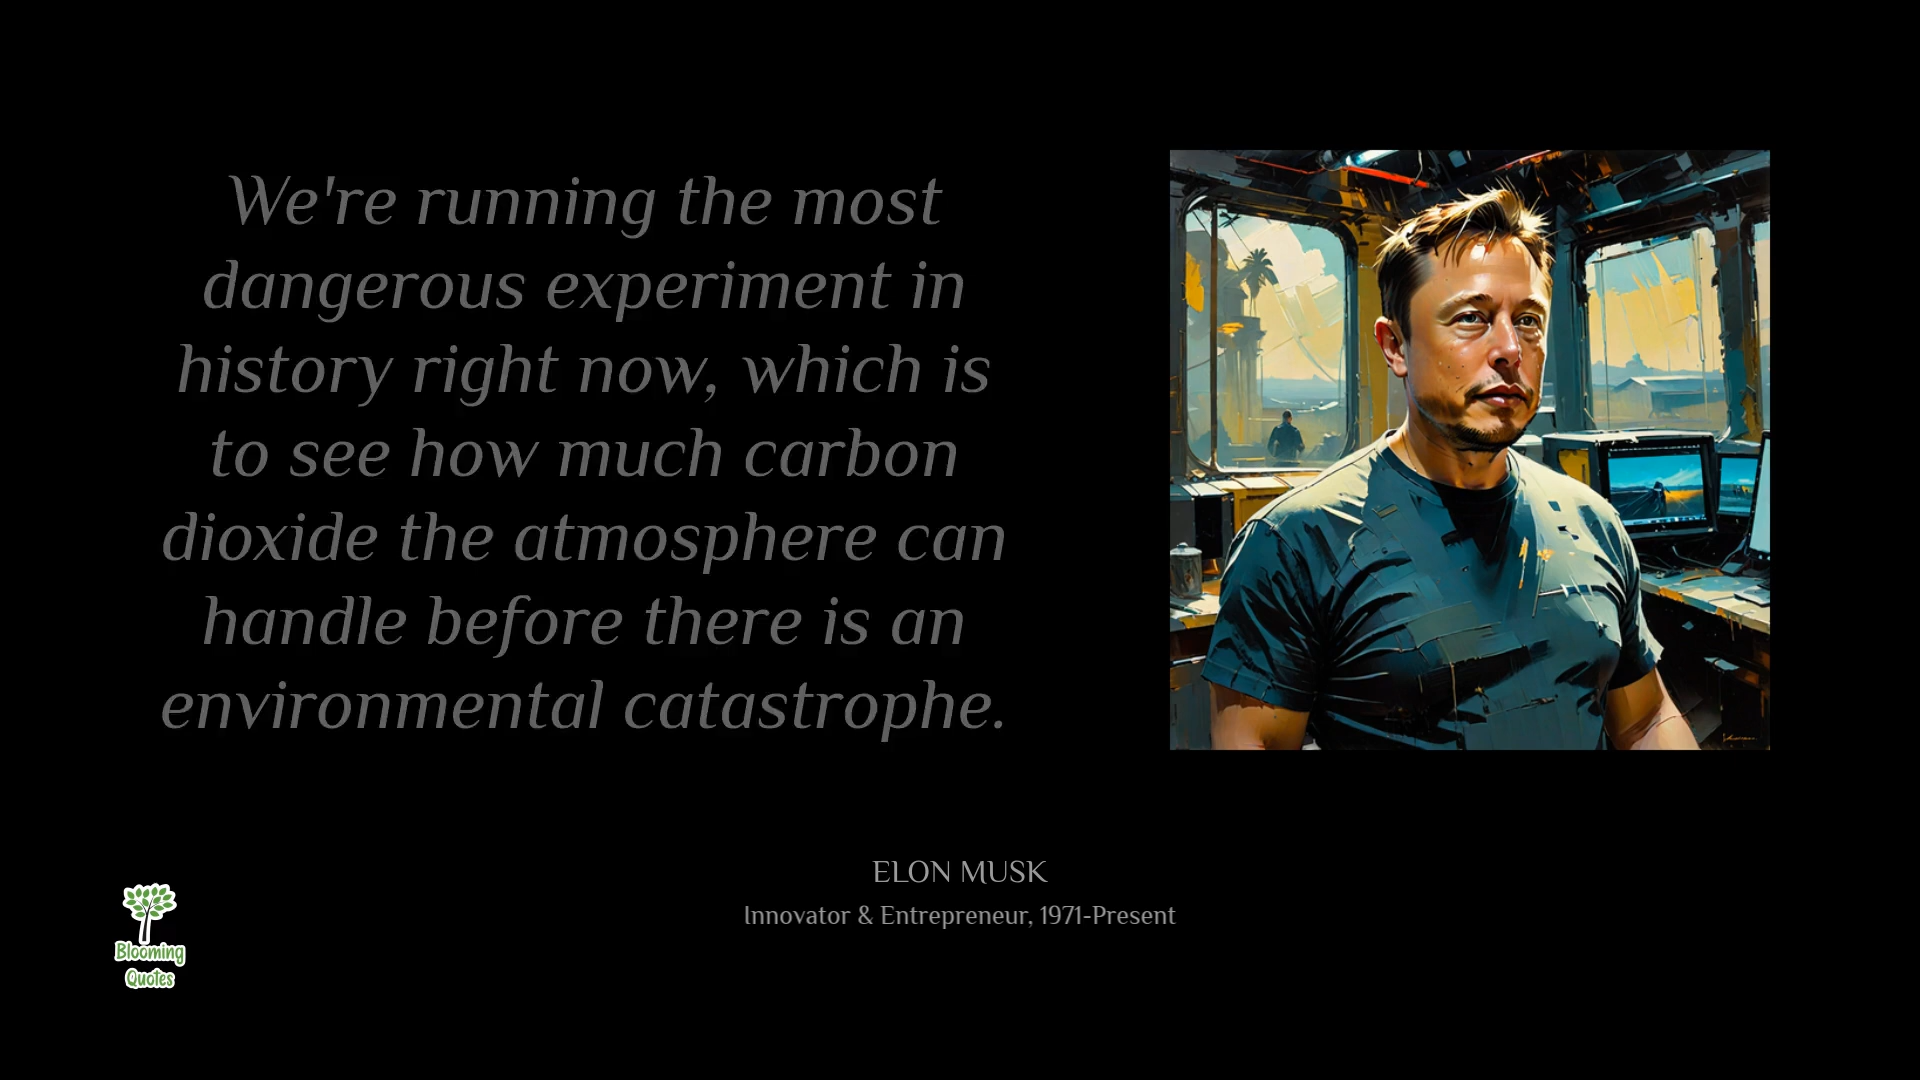 We're running the most
dangerous experiment in
history right now, which is
to see how much carbon
dioxide the atmosphere can
handle before there is an
environmental catastrophe.
ELON MUSK
Innovator & Entrepreneur, 1971-Present
Blooming
Quotes